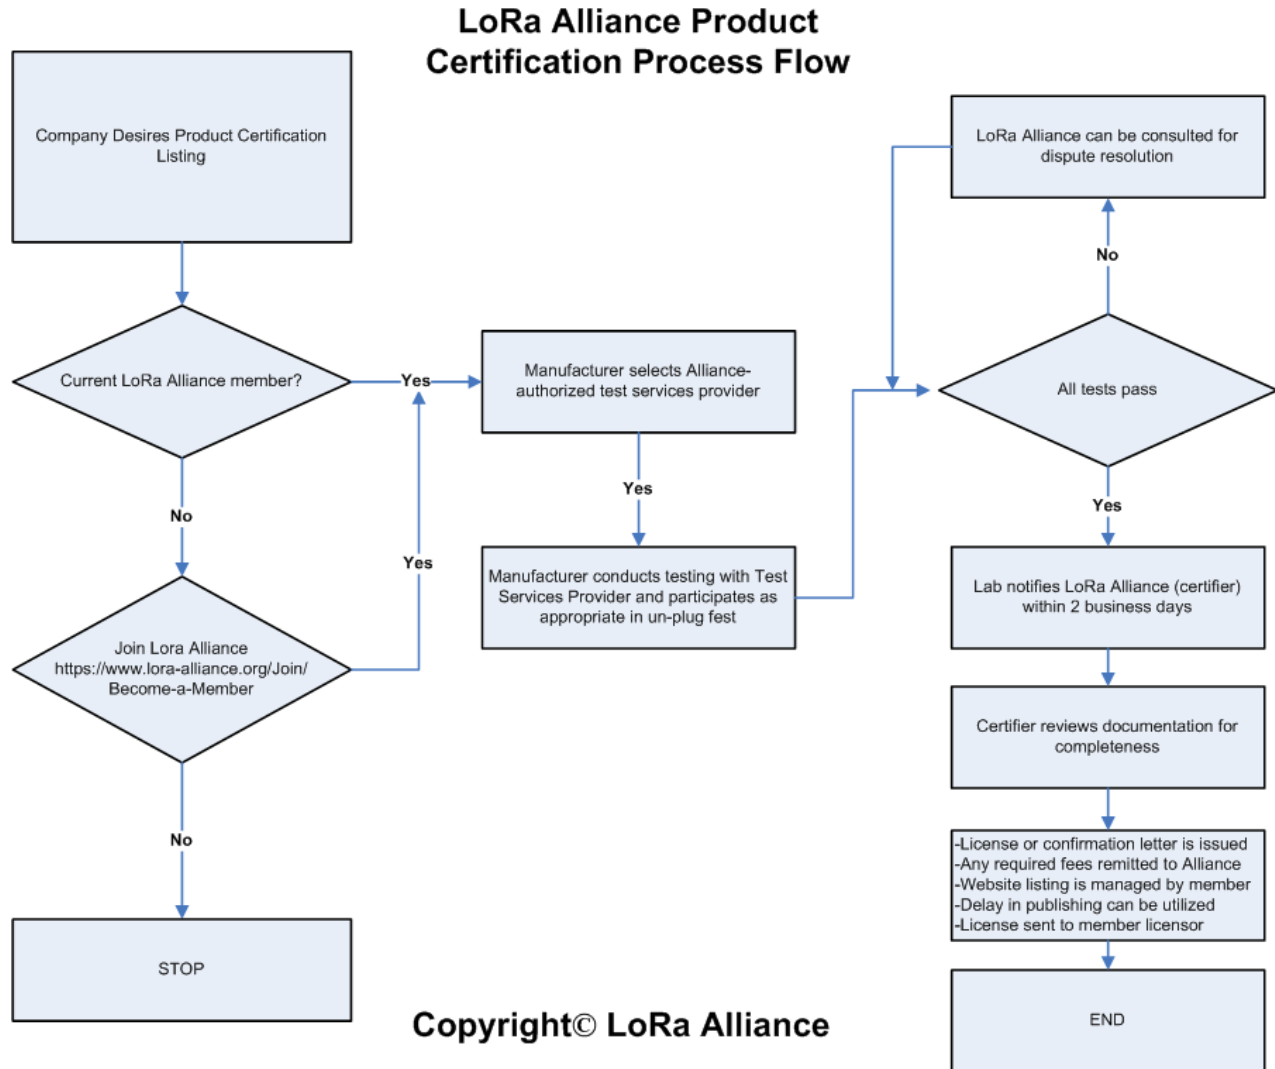 LoRa Alliance Product
Certification Process Flow
Company Desires Product Certification
Listing
Current LoRa Alliance member?
Yes
No
Join Lora Alliance
https://www.lora-alliance.org/Join/
Become-a-Member
Yes
No
STOP
Manufacturer selects Alliance-
authorized test services provider
Yes
Manufacturer conducts testing with Test
Services Provider and participates as
appropriate in un-plug fest
LoRa Alliance can be consulted for
dispute resolution
No
All tests pass
Yes
Lab notifies LoRa Alliance (certifier)
within 2 business days
Certifier reviews documentation for
completeness
-License or confirmation letter is issued
-Any required fees remitted to Alliance
-Website listing is managed by member
-Delay in publishing can be utilized
-License sent to member licensor
END
Copyright© LoRa Alliance